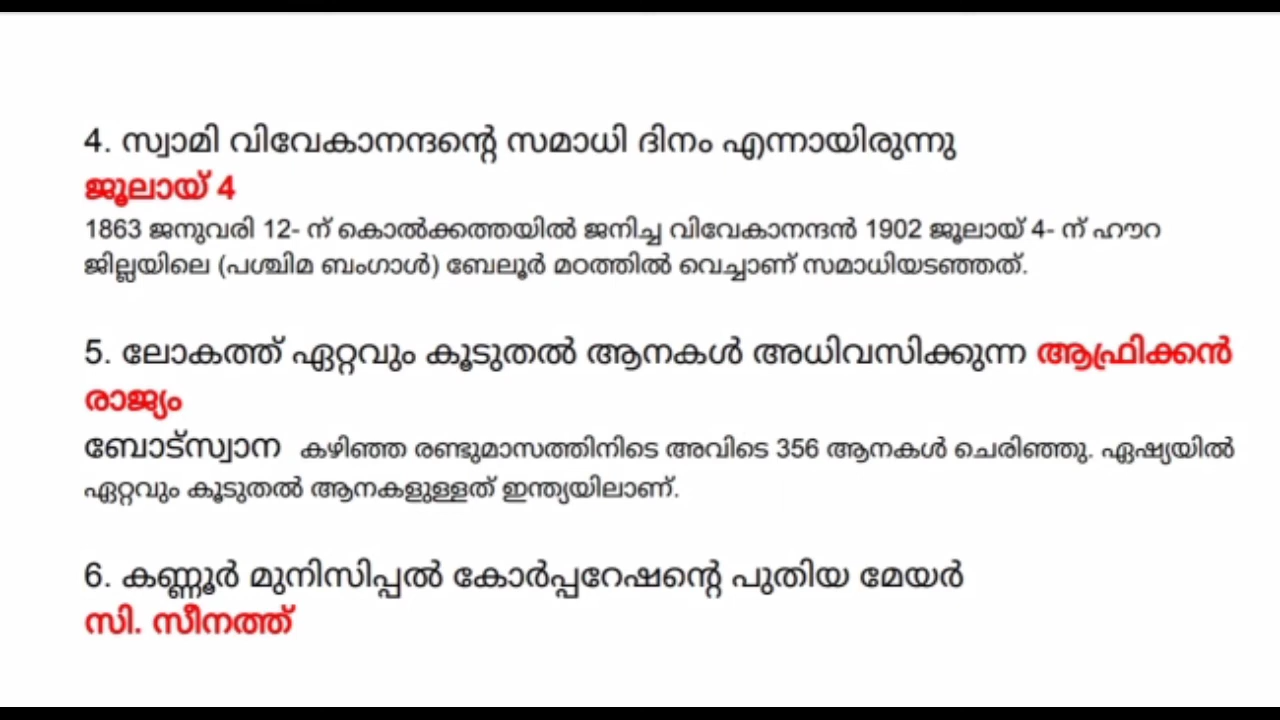 4. സ്വാമി വിവേകാനന്ദന്റെ സമാധി ദിനം എന്നായിരുന്നു
ജൂലായ് 4
1863 ജനുവരി 12- ന് കൊൽക്കത്തയിൽ ജനിച്ച വിവേകാനന്ദൻ 1902 ജൂലായ് 4- ന് ഹൗറ
ജില്ലയിലെ (പശ്ചിമ ബംഗാൾ) ബേലൂർ മഠത്തിൽ വെച്ചാണ് സമാധിയടഞ്ഞത്.
5. ലോകത്ത് ഏറ്റവും കൂടുതൽ ആനകൾ അധിവസിക്കുന്ന ആഫ്രിക്കൻ
രാജ്യം
ബോട്സ്വാന കഴിഞ്ഞ രണ്ടുമാസത്തിനിടെ അവിടെ 356 ആനകൾ ചെരിഞ്ഞു. ഏഷ്യയിൽ
ഏറ്റവും കൂടുതൽ ആനകളുള്ളത് ഇന്ത്യയിലാണ്.
6. കണ്ണൂർ മുനിസിപ്പൽ കോർപ്പറേഷന്റെ പുതിയ മേയർ
സി. സീനത്ത്